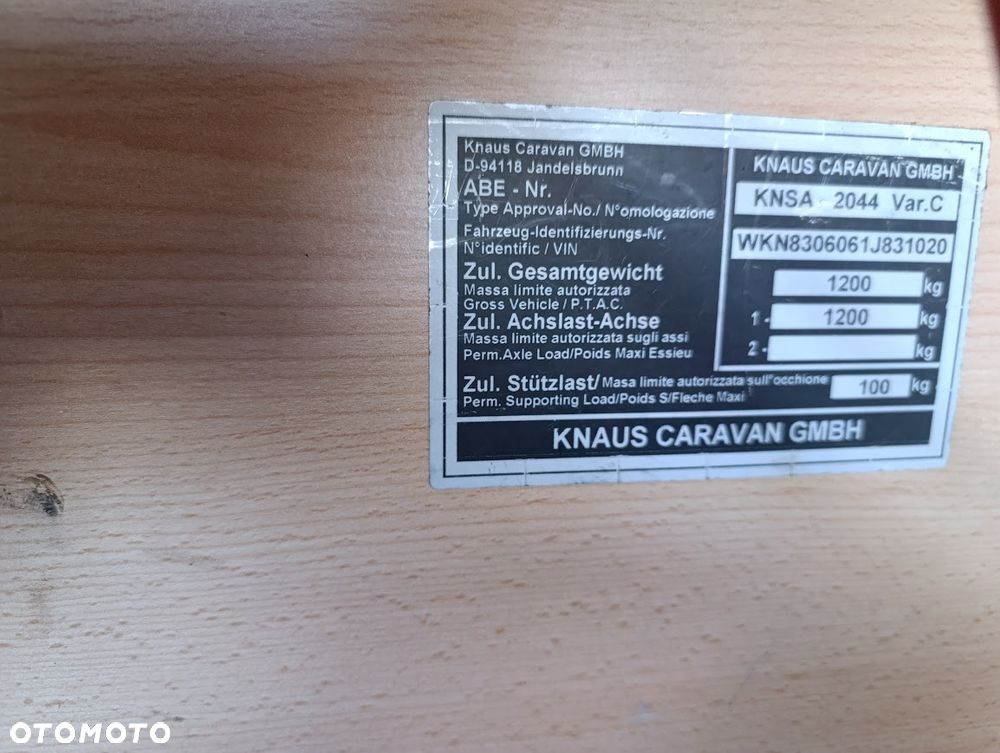 Knaus Caravan GMBH
D-94118 Jandelsbrunn
ABE - Nr.
Type Approval-No./ N°omologazione
Fahrzeug-Identifizierungs-Nr.
N°identific / VIN
Zul. Gesamtgewicht
Massa limite autorizzata
Gross Vehicle / P.T.A.C.
Zul. Achslast-Achse
Massa limite autorizzata sugli assi
Perm.Axle Load/Poids Maxi Essieu
KNAUS CARAVAN GMBH
KNSA - 2044 Var.C
WKN8306061J831020
1200 kg
1- 1200 kg
2- kg
Zul. Stützlast/ Masa limite autorizzata sull'occhione 100 kg
Perm. Supporting Load/Poids S/Fleche Maxi
KNAUS CARAVAN GMBH
OTOMOTO